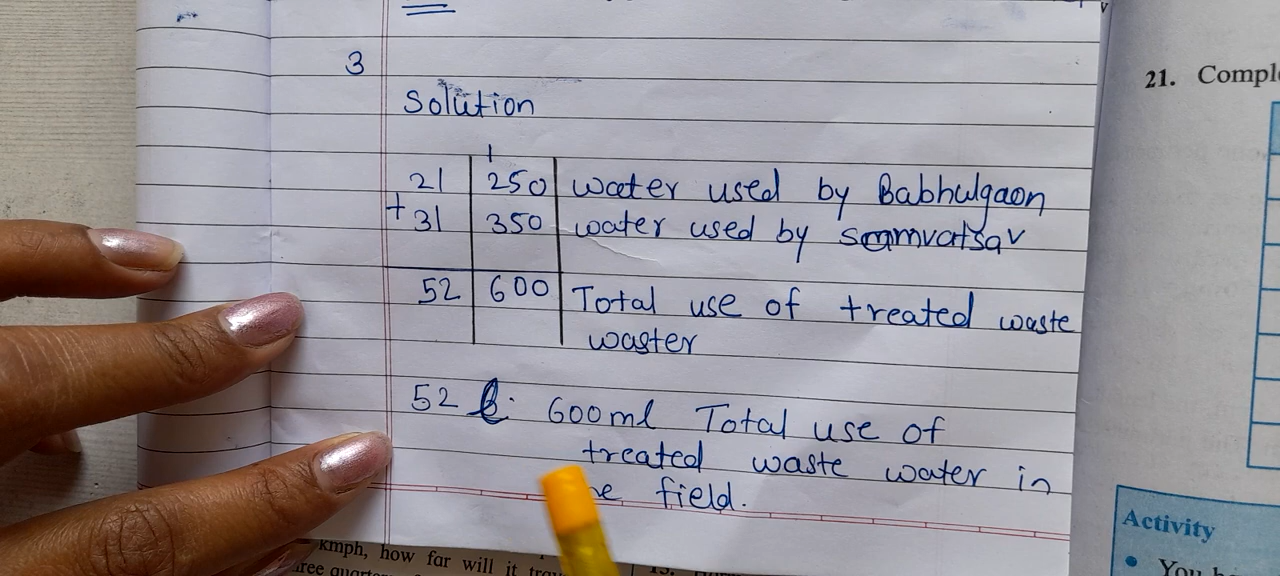 3
Solution
1
21 250 water used by Babhulgaon
+ 31 350 water used by samvatsav
52 600 Total use of treated waste
waster
52 l. 600ml Total use of
treated waste water in
field.
kmph, how far will it
21. Compl
Activity
• You